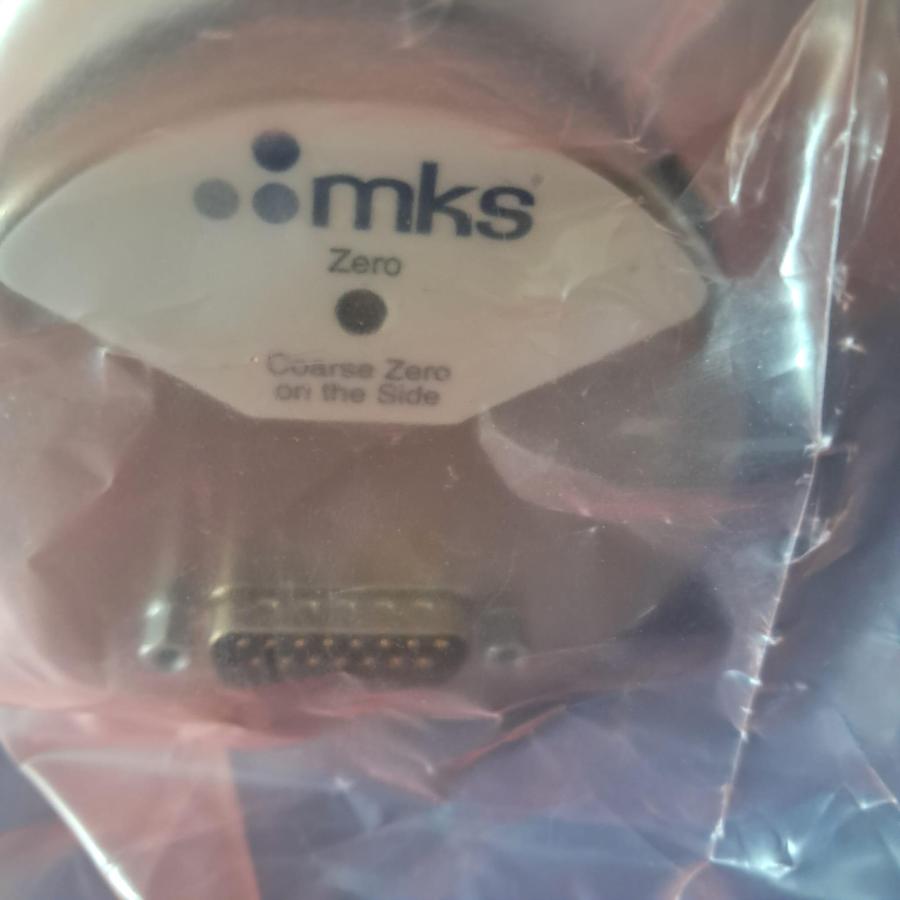 mks
Zero
Coarse Zero
on the Side